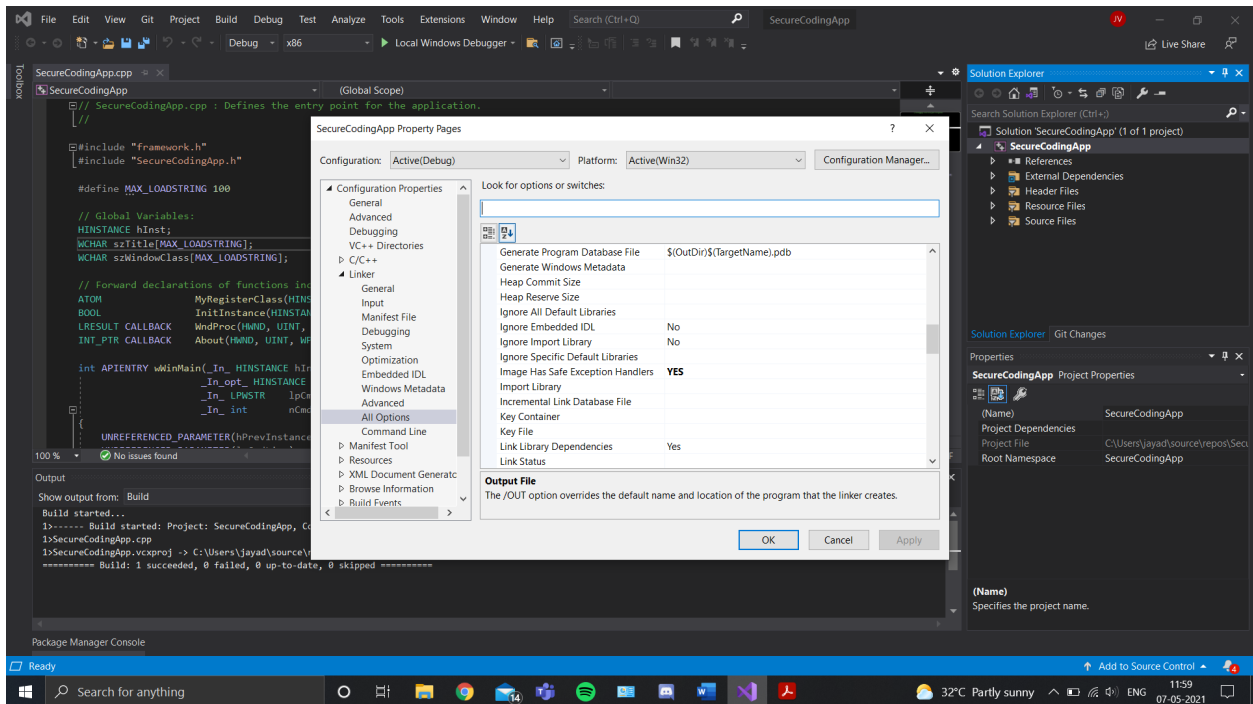 File Edit View Git Project Build Debug Test Analyze Tools Extensions Window Help Search (Ctrl+Q) SecureCodingApp JV
Debug x86 Local Windows Debugger Live Share
Toolbox
SecureCodingApp.cpp
SecureCodingApp (Global Scope)
// SecureCodingApp.cpp : Defines the entry point for the application.
//
#include "framework.h"
#include "SecureCodingApp.h"
#define MAX_LOADSTRING 100
// Global Variables:
HINSTANCE hInst;
WCHAR szTitle[MAX_LOADSTRING];
WCHAR szWindowClass[MAX_LOADSTRING];
// Forward declarations of functions inc
ATOM MyRegisterClass(HINS
BOOL InitInstance(HINSTAN
LRESULT CALLBACK WndProc(HWND, UINT,
INT_PTR CALLBACK About(HWND, UINT, WP
int APIENTRY wWinMain(_In_ HINSTANCE hIn
_In_opt_ HINSTANCE
_In_ LPWSTR lpCm
_In_ int nCmd
{
UNREFERENCED_PARAMETER(hPrevInstance
100 % No issues found
Output
Show output from: Build
Build started...
1>------ Build started: Project: SecureCodingApp, Co
1>SecureCodingApp.cpp
1>SecureCodingApp.vcxproj -> C:\Users\jayad\source\r
========== Build: 1 succeeded, 0 failed, 0 up-to-date, 0 skipped ==========
Package Manager Console
SecureCodingApp Property Pages ? ×
Configuration: Active(Debug) Platform: Active(Win32) Configuration Manager...
Configuration Properties
General
Advanced
Debugging
VC++ Directories
C/C++
Linker
General
Input
Manifest File
Debugging
System
Optimization
Embedded IDL
Windows Metadata
Advanced
All Options
Command Line
Manifest Tool
Resources
XML Document Generatc
Browse Information
Build Events
Look for options or switches:
Generate Program Database File $(OutDir)$(TargetName).pdb
Generate Windows Metadata
Heap Commit Size
Heap Reserve Size
Ignore All Default Libraries
Ignore Embedded IDL No
Ignore Import Library No
Ignore Specific Default Libraries
Image Has Safe Exception Handlers YES
Import Library
Incremental Link Database File
Key Container
Key File
Link Library Dependencies Yes
Link Status
Output File
The /OUT option overrides the default name and location of the program that the linker creates.
OK Cancel Apply
Solution Explorer
Search Solution Explorer (Ctrl+;)
Solution 'SecureCodingApp' (1 of 1 project)
SecureCodingApp
References
External Dependencies
Header Files
Resource Files
Source Files
Solution Explorer Git Changes
Properties
SecureCodingApp Project Properties
(Name) SecureCodingApp
Project Dependencies
Project File C:\Users\jayad\source\repos\Secu
Root Namespace SecureCodingApp
(Name)
Specifies the project name.
Ready Add to Source Control 4
Search for anything 14 32°C Partly sunny ENG 11:59
07-05-2021